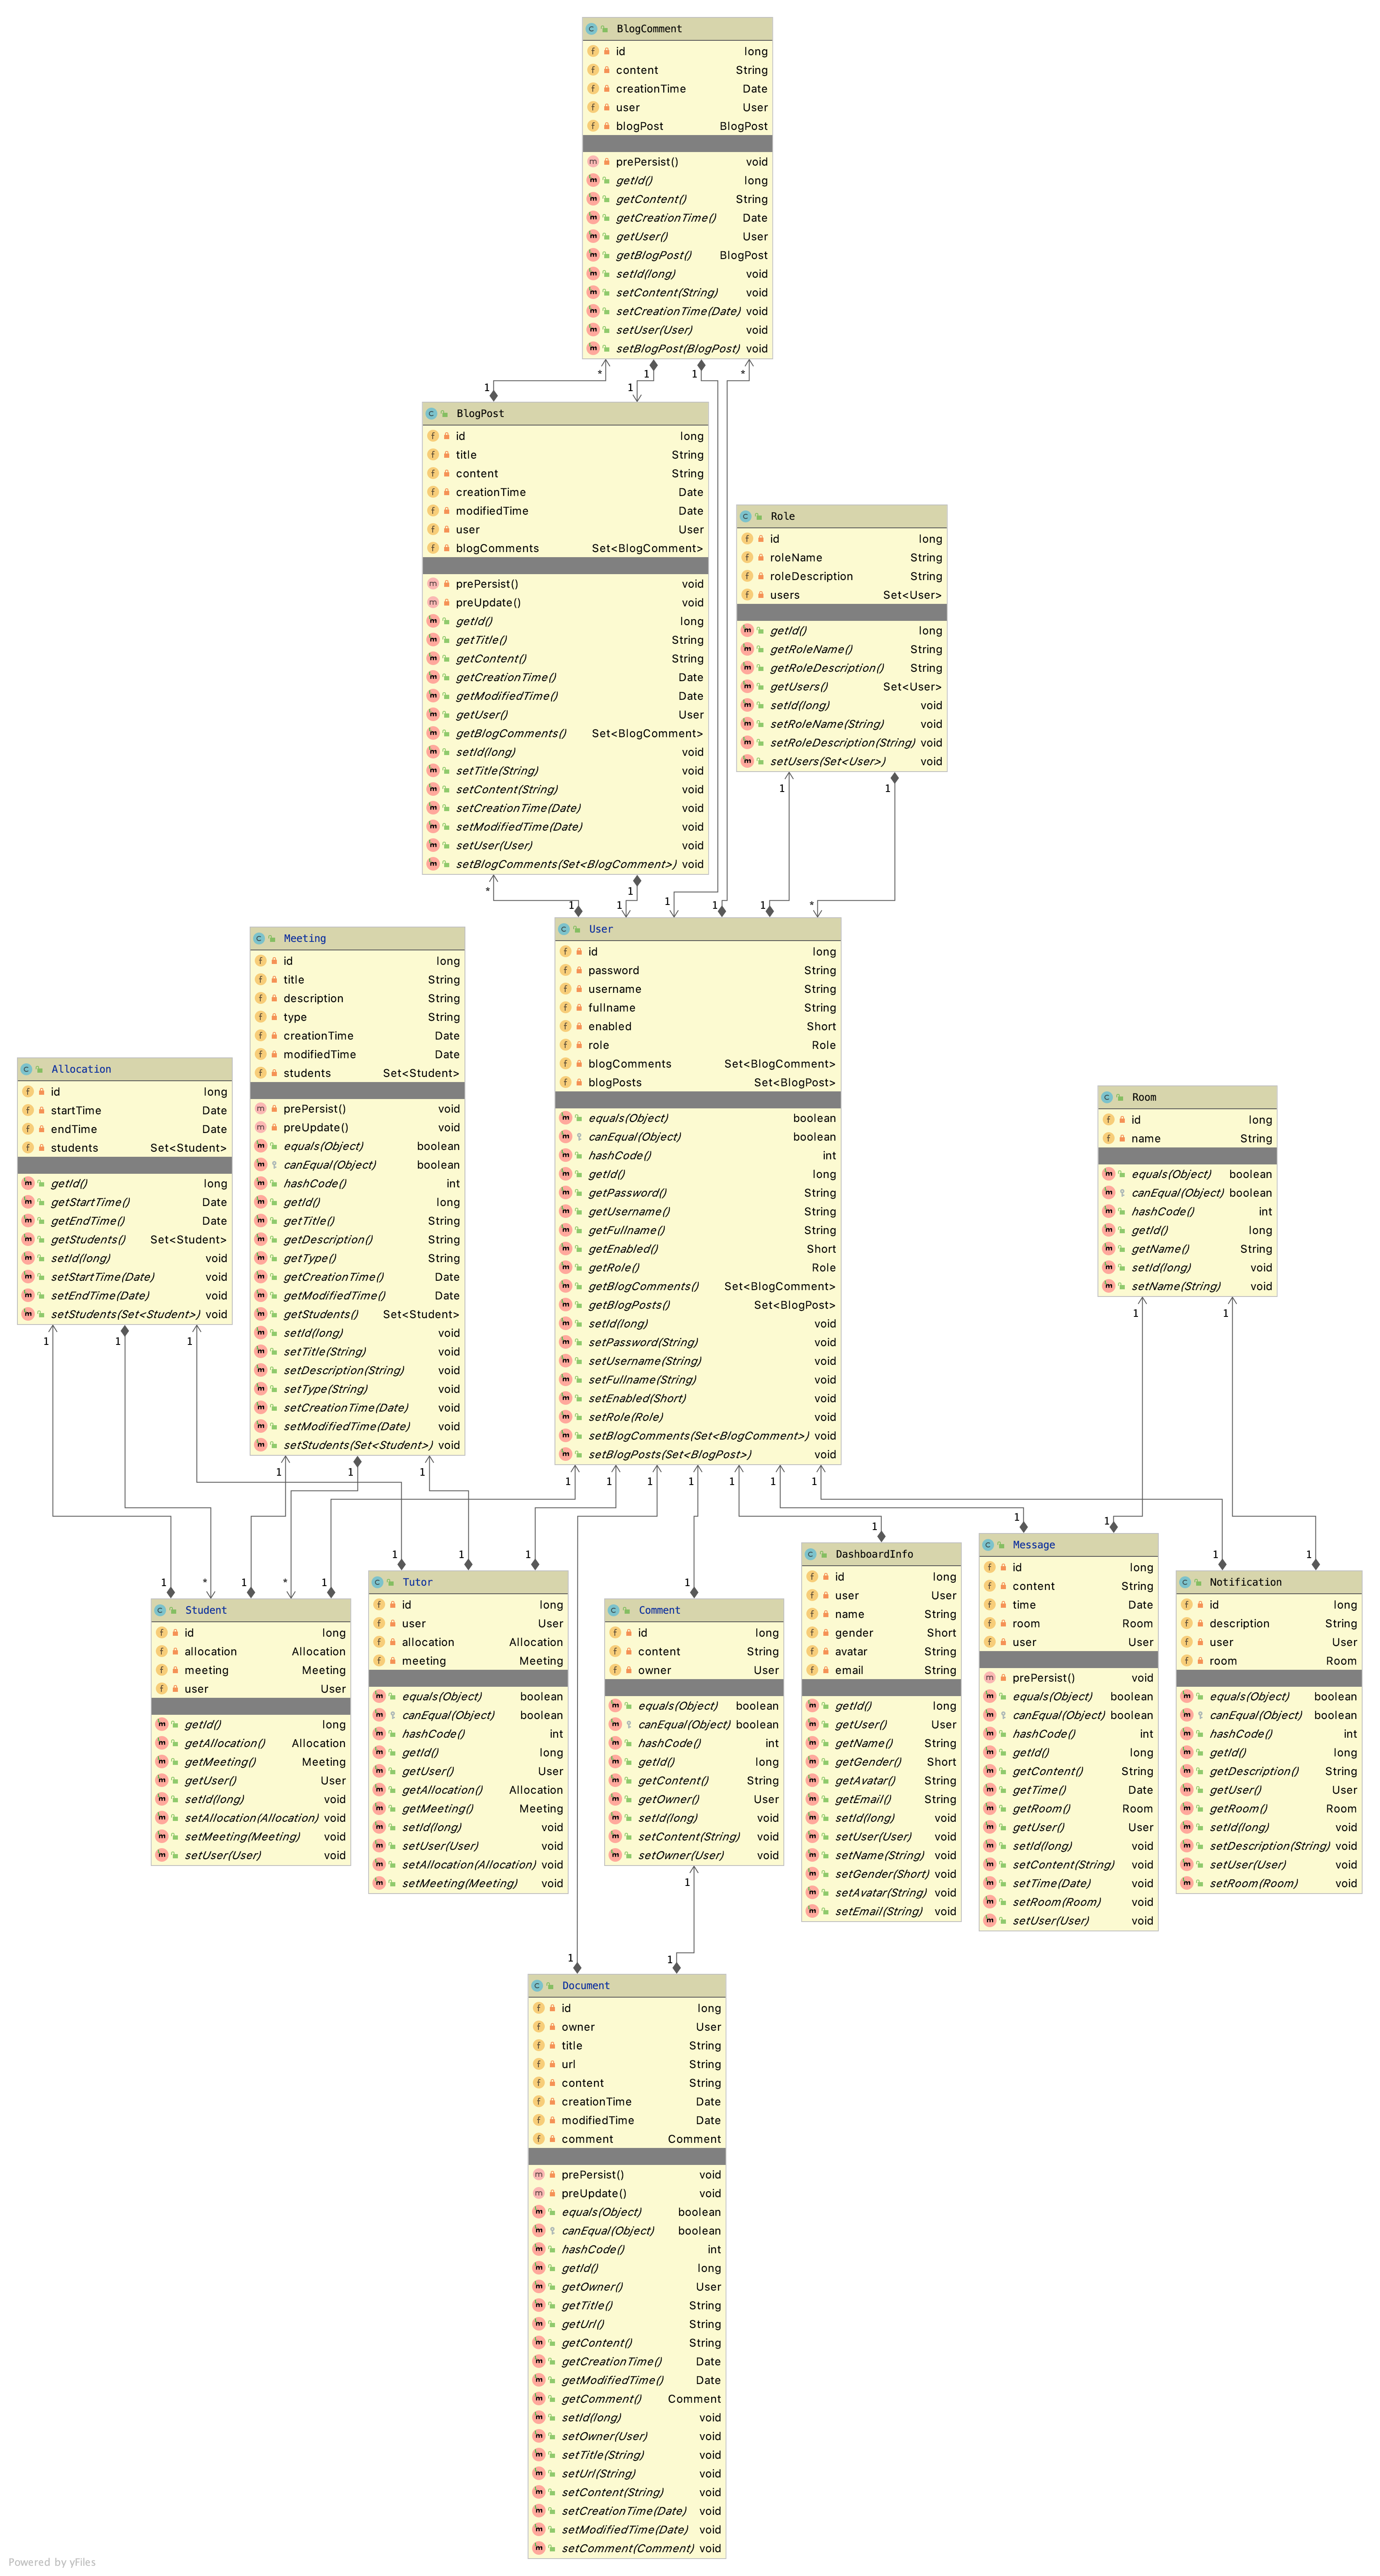 BlogComment
id long
content String
creationTime Date
user User
blogPost BlogPost
prePersist() void
getId() long
getContent() String
getCreationTime() Date
getUser() User
getBlogPost() BlogPost
setId(long) void
setContent(String) void
setCreationTime(Date) void
setUser(User) void
setBlogPost(BlogPost) void
* 1 1 *
1 1
BlogPost
id long
title String
content String
creationTime Date
modifiedTime Date
user User
blogComments Set<BlogComment>
prePersist() void
preUpdate() void
getId() long
getTitle() String
getContent() String
getCreationTime() Date
getModifiedTime() Date
getUser() User
getBlogComments() Set<BlogComment>
setId(long) void
setTitle(String) void
setContent(String) void
setCreationTime(Date) void
setModifiedTime(Date) void
setUser(User) void
setBlogComments(Set<BlogComment>) void
Role
id long
roleName String
roleDescription String
users Set<User>
getId() long
getRoleName() String
getRoleDescription() String
getUsers() Set<User>
setId(long) void
setRoleName(String) void
setRoleDescription(String) void
setUsers(Set<User>) void
1 1
* 1
1 1 1 1 1 *
User
id long
password String
username String
fullname String
enabled Short
role Role
blogComments Set<BlogComment>
blogPosts Set<BlogPost>
equals(Object) boolean
canEqual(Object) boolean
hashCode() int
getId() long
getPassword() String
getUsername() String
getFullname() String
getEnabled() Short
getRole() Role
getBlogComments() Set<BlogComment>
getBlogPosts() Set<BlogPost>
setId(long) void
setPassword(String) void
setUsername(String) void
setFullname(String) void
setEnabled(Short) void
setRole(Role) void
setBlogComments(Set<BlogComment>) void
setBlogPosts(Set<BlogPost>) void
Meeting
id long
title String
description String
type String
creationTime Date
modifiedTime Date
students Set<Student>
prePersist() void
preUpdate() void
equals(Object) boolean
canEqual(Object) boolean
hashCode() int
getId() long
getTitle() String
getDescription() String
getType() String
getCreationTime() Date
getModifiedTime() Date
getStudents() Set<Student>
setId(long) void
setTitle(String) void
setDescription(String) void
setType(String) void
setCreationTime(Date) void
setModifiedTime(Date) void
setStudents(Set<Student>) void
Allocation
id long
startTime Date
endTime Date
students Set<Student>
getId() long
getStartTime() Date
getEndTime() Date
getStudents() Set<Student>
setId(long) void
setStartTime(Date) void
setEndTime(Date) void
setStudents(Set<Student>) void
Room
id long
name String
equals(Object) boolean
canEqual(Object) boolean
hashCode() int
getId() long
getName() String
setId(long) void
setName(String) void
1 1
1 1 1
1 1 1
1 1 1 1 1 1 1
1 * 1 * 1
Student
id long
allocation Allocation
meeting Meeting
user User
getId() long
getAllocation() Allocation
getMeeting() Meeting
getUser() User
setId(long) void
setAllocation(Allocation) void
setMeeting(Meeting) void
setUser(User) void
1 1 1
Tutor
id long
user User
allocation Allocation
meeting Meeting
equals(Object) boolean
canEqual(Object) boolean
hashCode() int
getId() long
getUser() User
getAllocation() Allocation
getMeeting() Meeting
setId(long) void
setUser(User) void
setAllocation(Allocation) void
setMeeting(Meeting) void
1
Comment
id long
content String
owner User
equals(Object) boolean
canEqual(Object) boolean
hashCode() int
getId() long
getContent() String
getOwner() User
setId(long) void
setContent(String) void
setOwner(User) void
1
DashboardInfo
id long
user User
name String
gender Short
avatar String
email String
getId() long
getUser() User
getName() String
getGender() Short
getAvatar() String
getEmail() String
setId(long) void
setUser(User) void
setName(String) void
setGender(Short) void
setAvatar(String) void
setEmail(String) void
1 1
Message
id long
content String
time Date
room Room
user User
prePersist() void
equals(Object) boolean
canEqual(Object) boolean
hashCode() int
getId() long
getContent() String
getTime() Date
getRoom() Room
getUser() User
setId(long) void
setContent(String) void
setTime(Date) void
setRoom(Room) void
setUser(User) void
1 1
Notification
id long
description String
user User
room Room
equals(Object) boolean
canEqual(Object) boolean
hashCode() int
getId() long
getDescription() String
getUser() User
getRoom() Room
setId(long) void
setDescription(String) void
setUser(User) void
setRoom(Room) void
1
1 1
Document
id long
owner User
title String
url String
content String
creationTime Date
modifiedTime Date
comment Comment
prePersist() void
preUpdate() void
equals(Object) boolean
canEqual(Object) boolean
hashCode() int
getId() long
getOwner() User
getTitle() String
getUrl() String
getContent() String
getCreationTime() Date
getModifiedTime() Date
getComment() Comment
setId(long) void
setOwner(User) void
setTitle(String) void
setUrl(String) void
setContent(String) void
setCreationTime(Date) void
setModifiedTime(Date) void
setComment(Comment) void
Powered by yFiles